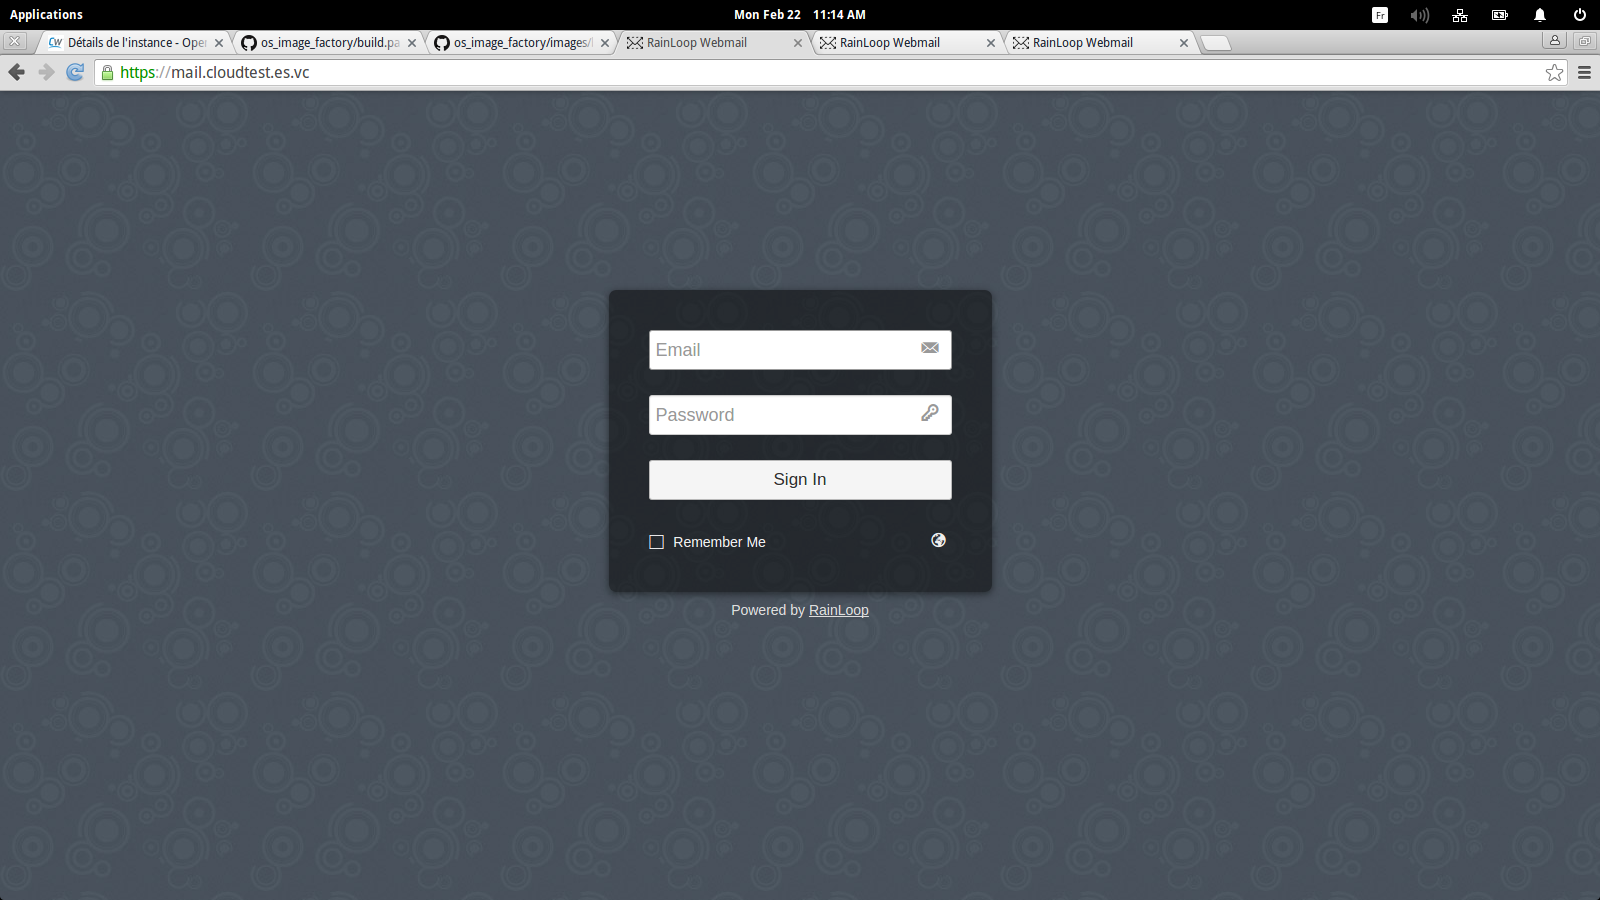 Applications
Mon Feb 22 11:14 AM
Fr
CW Détails de l'instance - Oper
os_image_factory/build.pa
os_image_factory/images/
RainLoop Webmail
RainLoop Webmail
RainLoop Webmail
https://mail.cloudtest.es.vc
Email
Password
Sign In
Remember Me
Powered by RainLoop